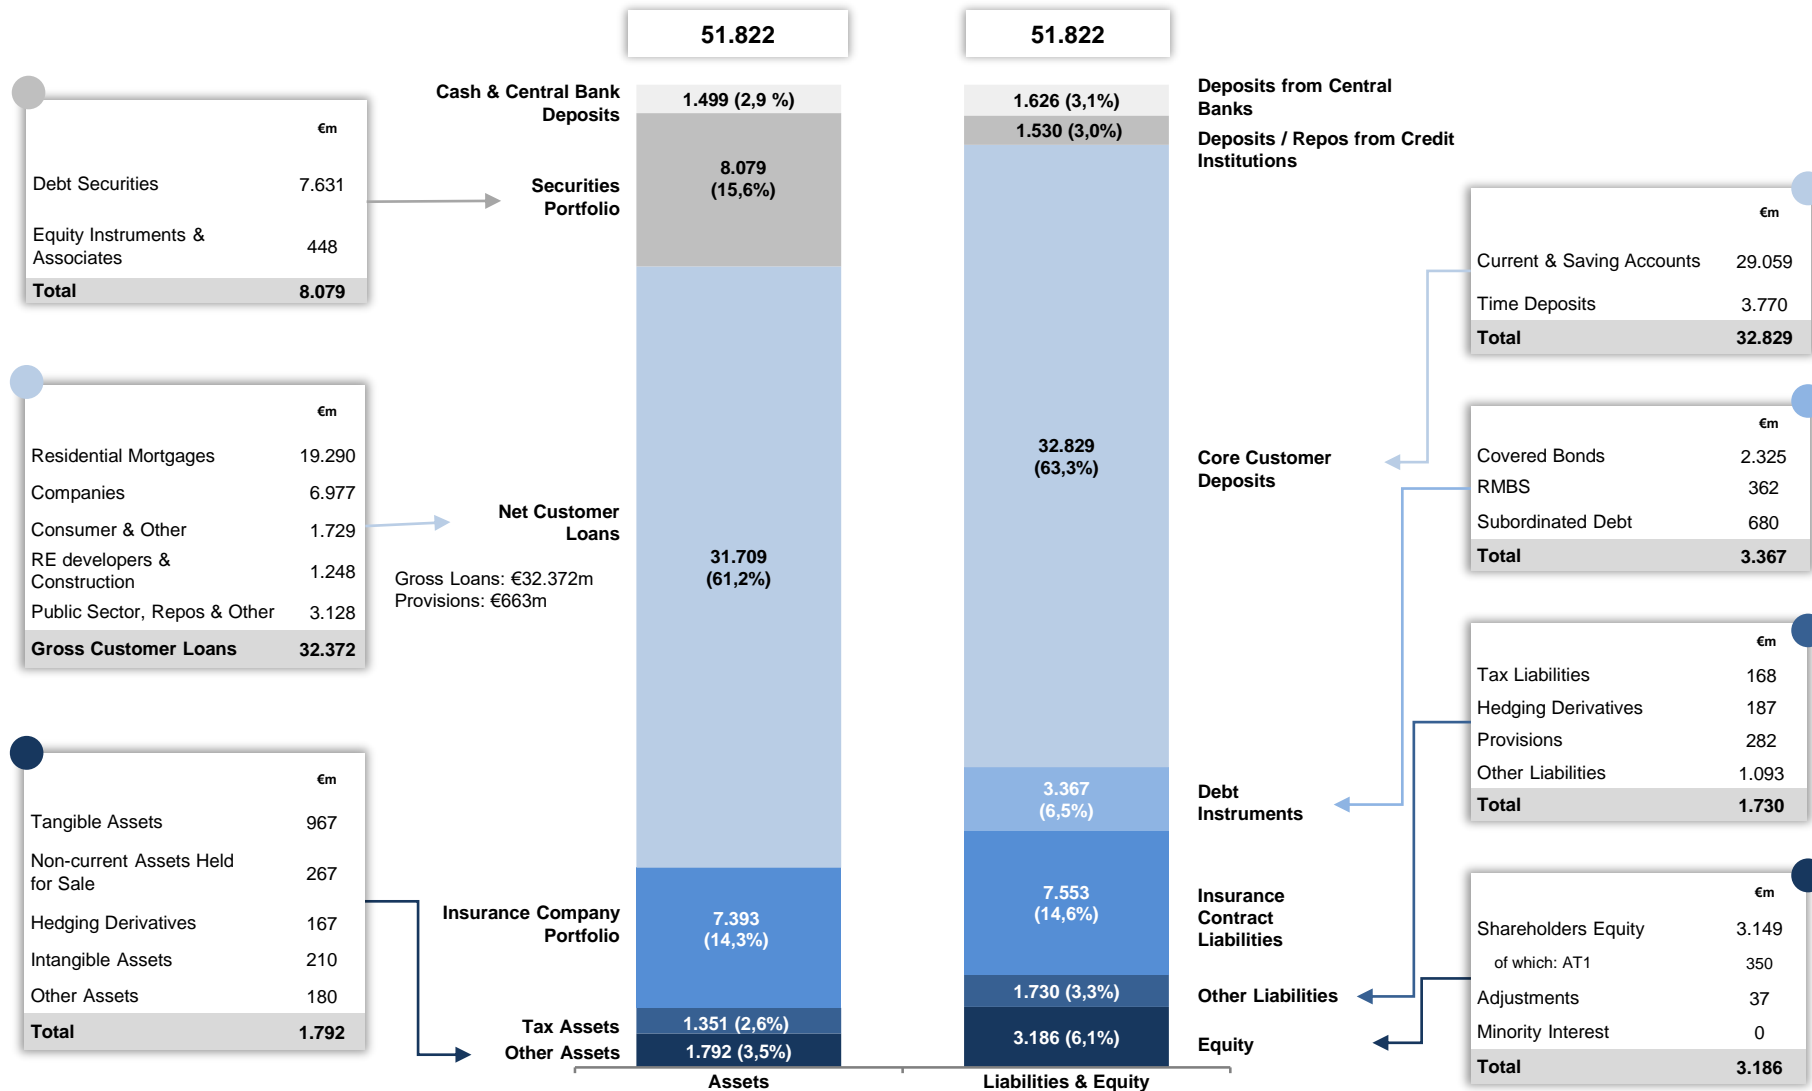 51.822
51.822
€m
Debt Securities 7.631
Equity Instruments &
Associates 448
Total 8.079
€m
Residential Mortgages 19.290
Companies 6.977
Consumer & Other 1.729
RE developers &
Construction 1.248
Public Sector, Repos & Other 3.128
Gross Customer Loans 32.372
€m
Tangible Assets 967
Non-current Assets Held
for Sale 267
Hedging Derivatives 167
Intangible Assets 210
Other Assets 180
Total 1.792
Cash & Central Bank
Deposits
Securities
Portfolio
Net Customer
Loans
Gross Loans: €32.372m
Provisions: €663m
Insurance Company
Portfolio
Tax Assets
Other Assets
1.499 (2,9 %)
8.079
(15,6%)
31.709
(61,2%)
7.393
(14,3%)
1.351 (2,6%)
1.792 (3,5%)
Assets
1.626 (3,1%)
1.530 (3,0%)
32.829
(63,3%)
3.367
(6,5%)
7.553
(14,6%)
1.730 (3,3%)
3.186 (6,1%)
Liabilities & Equity
Deposits from Central
Banks
Deposits / Repos from Credit
Institutions
Core Customer
Deposits
Debt
Instruments
Insurance
Contract
Liabilities
Other Liabilities
Equity
€m
Current & Saving Accounts 29.059
Time Deposits 3.770
Total 32.829
€m
Covered Bonds 2.325
RMBS 362
Subordinated Debt 680
Total 3.367
€m
Tax Liabilities 168
Hedging Derivatives 187
Provisions 282
Other Liabilities 1.093
Total 1.730
€m
Shareholders Equity 3.149
of which: AT1 350
Adjustments 37
Minority Interest 0
Total 3.186